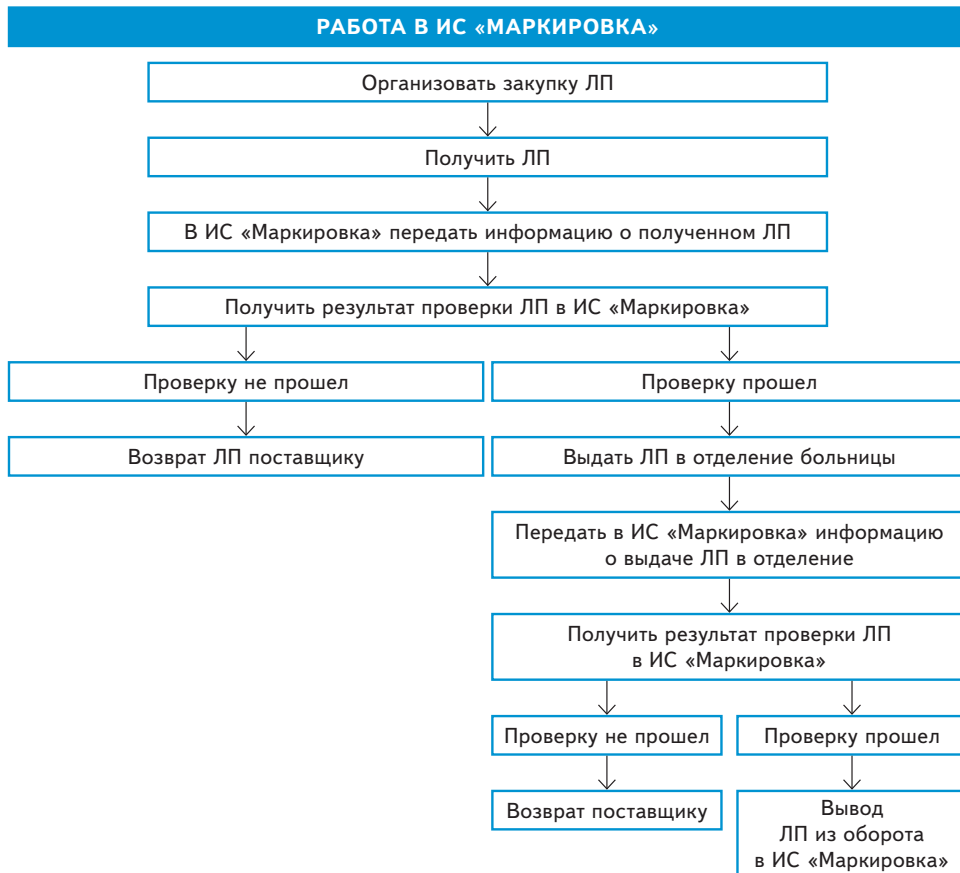 РАБОТА В ИС «МАРКИРОВКА»
Организовать закупку ЛП
Получить ЛП
В ИС «Маркировка» передать информацию о полученном ЛП
Получить результат проверки ЛП в ИС «Маркировка»
Проверку не прошел
Проверку прошел
Возврат ЛП поставщику
Выдать ЛП в отделение больницы
Передать в ИС «Маркировка» информацию
о выдаче ЛП в отделение
Получить результат проверки ЛП
в ИС «Маркировка»
Проверку не прошел
Проверку прошел
Возврат поставщику
Вывод
ЛП из оборота
в ИС «Маркировка»